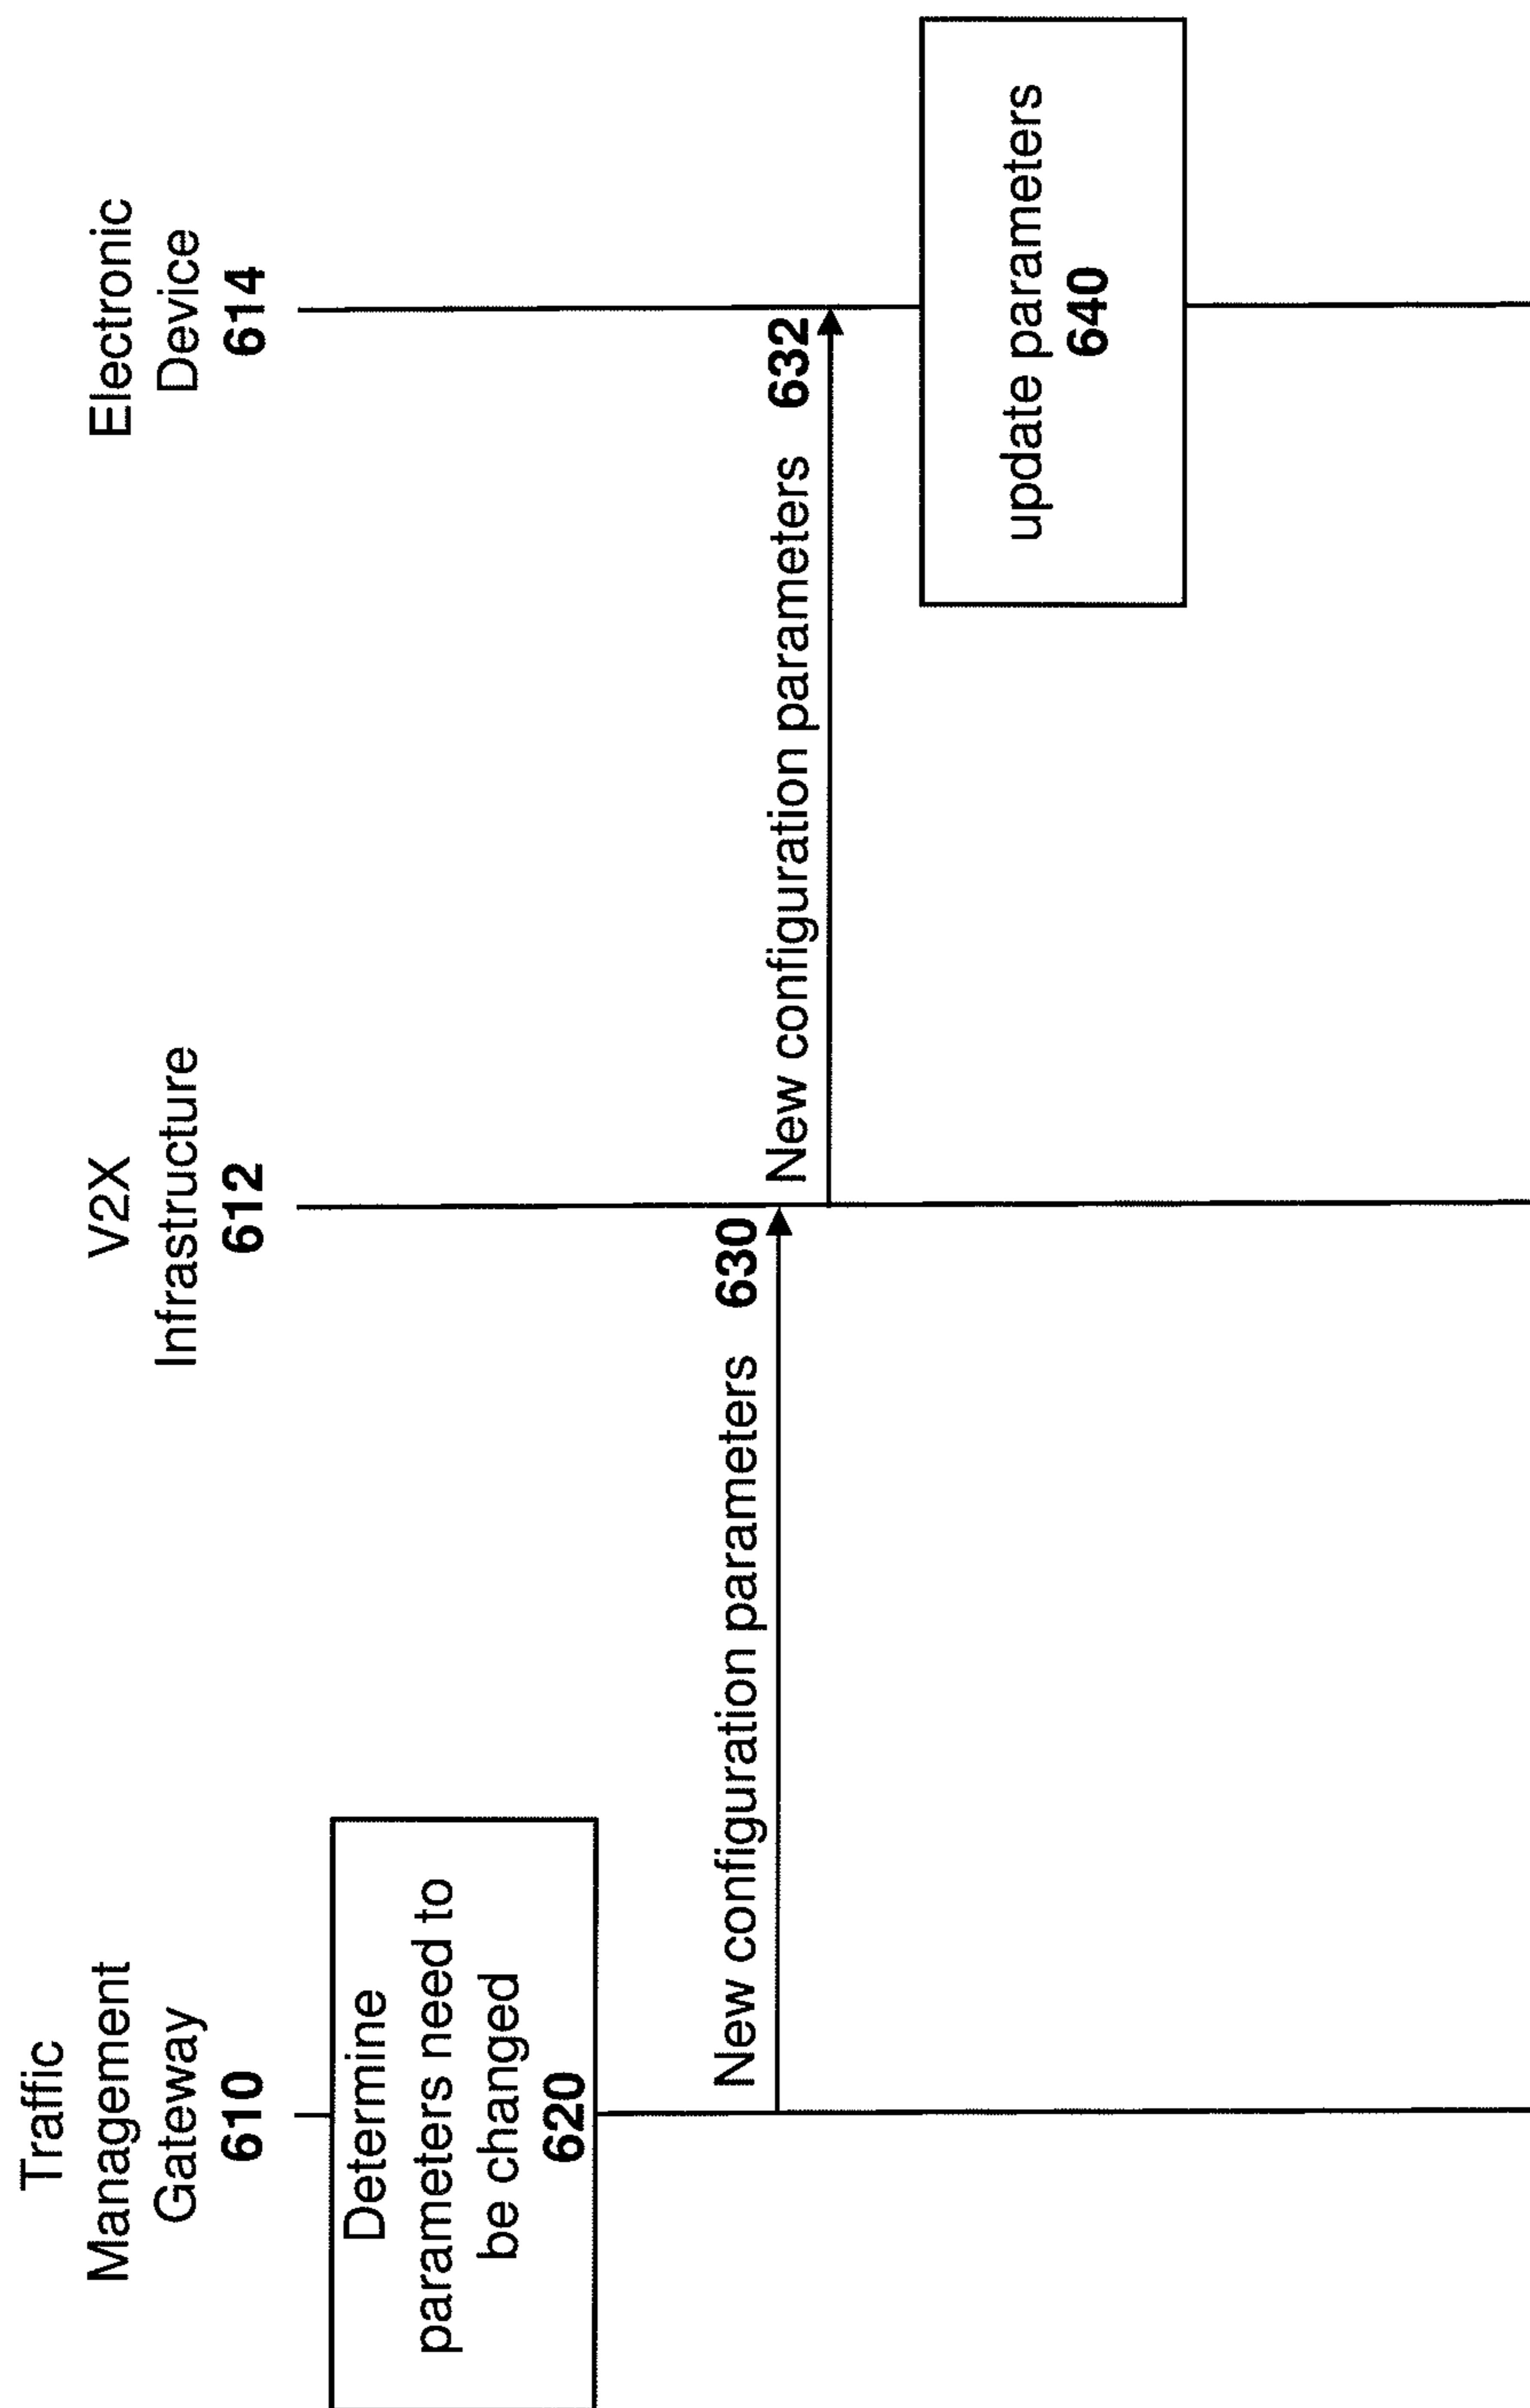 Traffic
Management
Gateway
610
V2X
Infrastructure
612
Electronic
Device
614
Determine
parameters need to
be changed
620
New configuration parameters 630
New configuration parameters 632
update parameters
640